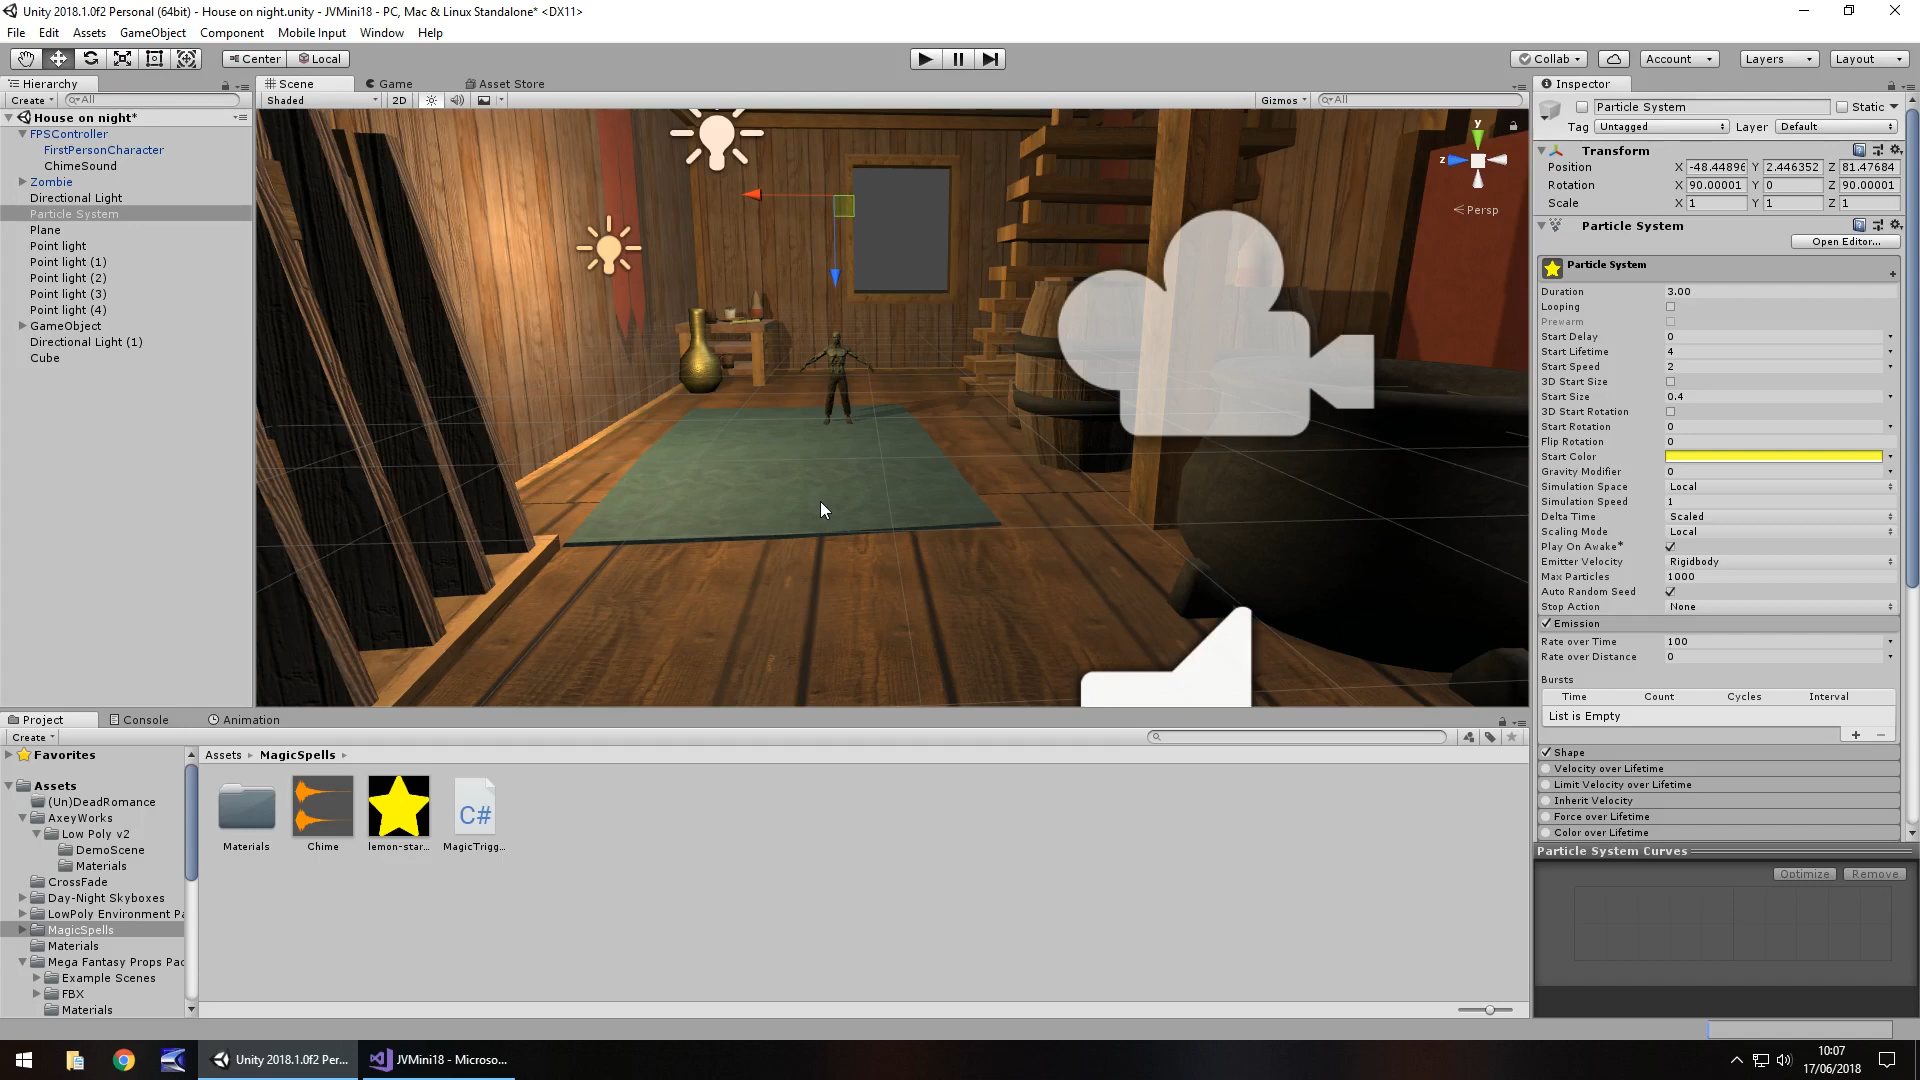 Unity 2018.1.0f2 Personal (64bit) - House on night.unity - JVMini18 - PC, Mac & Linux Standalone* <DX11>
File Edit Assets GameObject Component Mobile Input Window Help
Center Local
Collab Account Layers Layout
Hierarchy
Create All
House on night*
FPSController
FirstPersonCharacter
ChimeSound
Zombie
Directional Light
Particle System
Plane
Point light
Point light (1)
Point light (2)
Point light (3)
Point light (4)
GameObject
Directional Light (1)
Cube
Scene Game Asset Store
Shaded 2D Gizmos All
y
z
Persp
Inspector
Particle System Static
Tag Untagged Layer Default
Transform
Position X -48.44896 Y 2.446352 Z 81.47684
Rotation X 90.00001 Y 0 Z 90.00001
Scale X 1 Y 1 Z 1
Particle System
Open Editor...
Particle System
Duration 3.00
Looping
Prewarm
Start Delay 0
Start Lifetime 4
Start Speed 2
3D Start Size
Start Size 0.4
3D Start Rotation
Start Rotation 0
Flip Rotation 0
Start Color
Gravity Modifier 0
Simulation Space Local
Simulation Speed 1
Delta Time Scaled
Scaling Mode Local
Play On Awake*
Emitter Velocity Rigidbody
Max Particles 1000
Auto Random Seed
Stop Action None
Emission
Rate over Time 100
Rate over Distance 0
Bursts
Time Count Cycles Interval
List is Empty
Shape
Velocity over Lifetime
Limit Velocity over Lifetime
Inherit Velocity
Force over Lifetime
Color over Lifetime
Particle System Curves
Optimize Remove
Project Console Animation
Create
Favorites
Assets
(Un)DeadRomance
AxeyWorks
Low Poly v2
DemoScene
Materials
CrossFade
Day-Night Skyboxes
LowPoly Environment Pa
MagicSpells
Materials
Mega Fantasy Props Pac
Example Scenes
FBX
Materials
Assets MagicSpells
C#
Materials Chime lemon-star... MagicTrigg...
Unity 2018.1.0f2 Per... JVMini18 - Microso...
10:07
17/06/2018